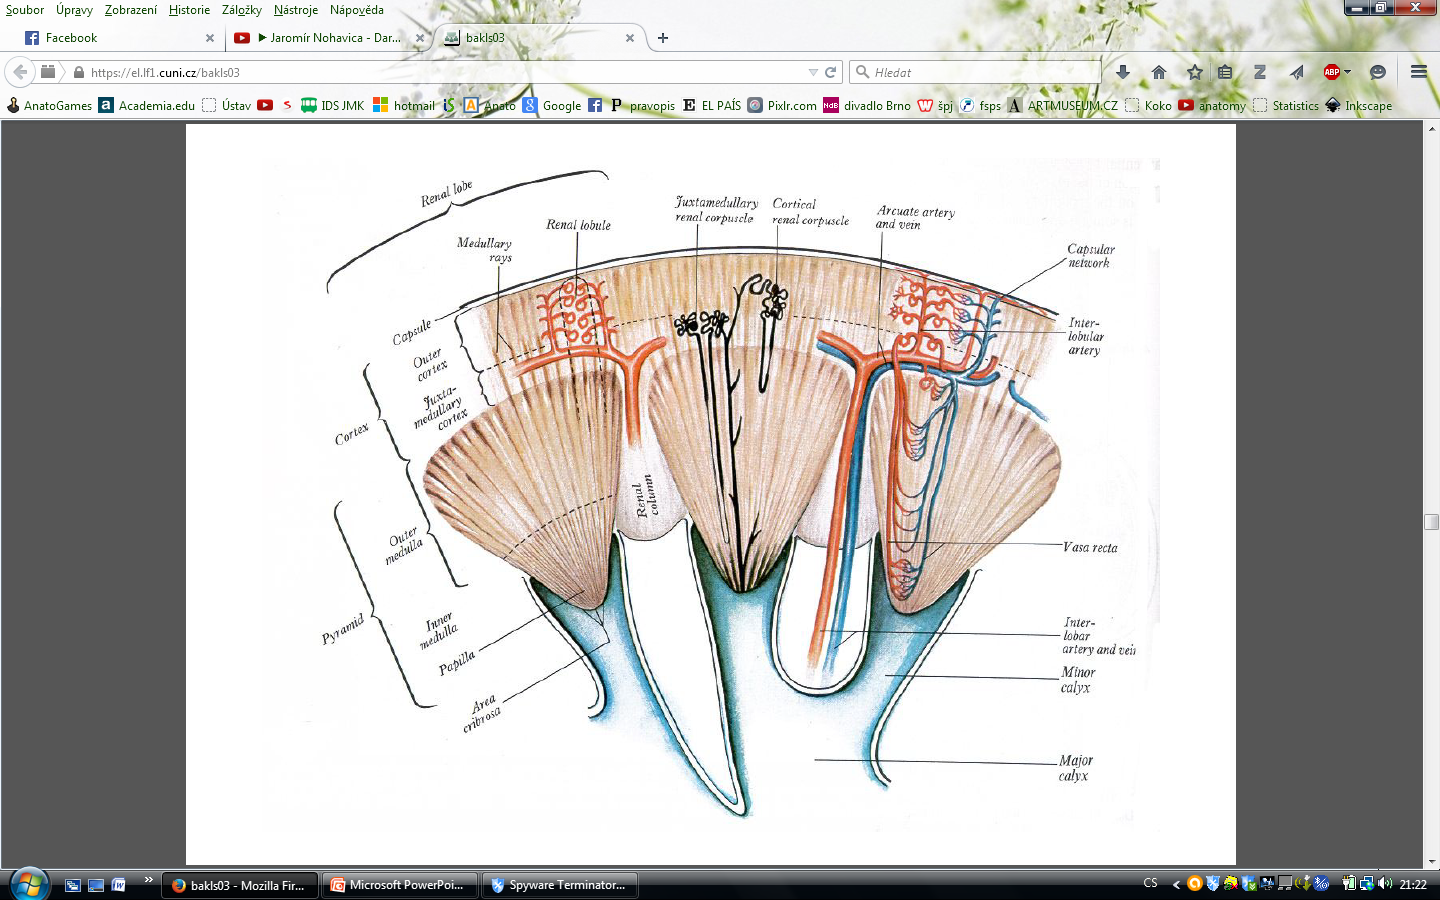 Soubor Úpravy Zobrazení Historie Záložky Nástroje Nápověda
Facebook
Jaromír Nohavica - Dar...
bakls03
https://el.lf1.cuni.cz/bakls03
Hledat
ABP
AnatoGames Academia.edu Ústav IDS JMK hotmail Anato Google pravopis EL PAÍS Pixlr.com divadlo Brno špj fsps ARTMUSEUM.CZ Koko anatomy Statistics Inkscape
Renal lobe
Medullary
rays
Renal lobule
Juxtamedullary
renal corpuscle
Cortical
renal corpuscle
Arcuate artery
and vein
Capsular
network
Inter-
lobular
artery
Capsule
Outer
cortex
Juxta-
medullary
cortex
Cortex
Renal
column
Outer
medulla
Vasa recta
Pyramid
Inner
medulla
Papilla
Area
cribrosa
Inter-
lobar
artery and vein
Minor
calyx
Major
calyx
bakls03 - Mozilla Fir...
Microsoft PowerPoi...
Spyware Terminator...
CS
21:22